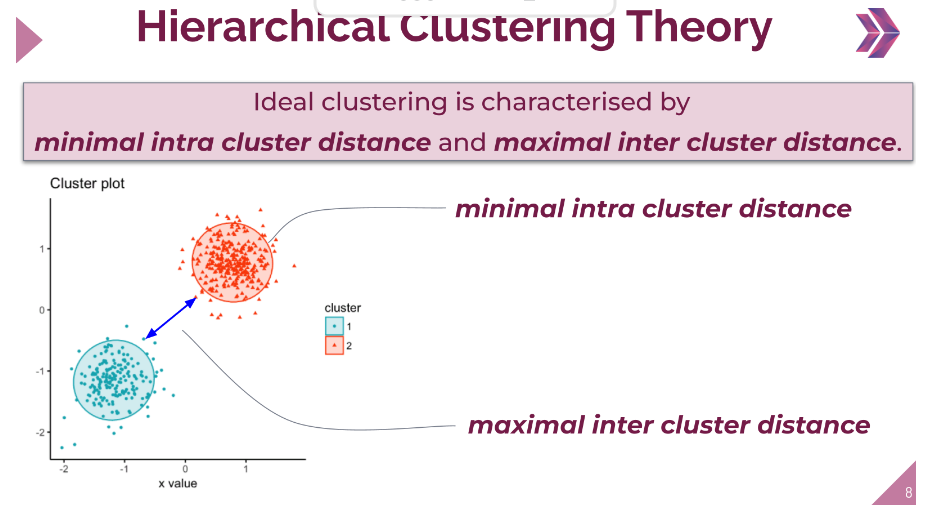 Hierarchical Clustering Theory
Ideal clustering is characterised by
minimal intra cluster distance and maximal inter cluster distance.
Cluster plot
minimal intra cluster distance
1
0
-1
-2
cluster
1
2
maximal inter cluster distance
-2
-1
0
1
x value
8